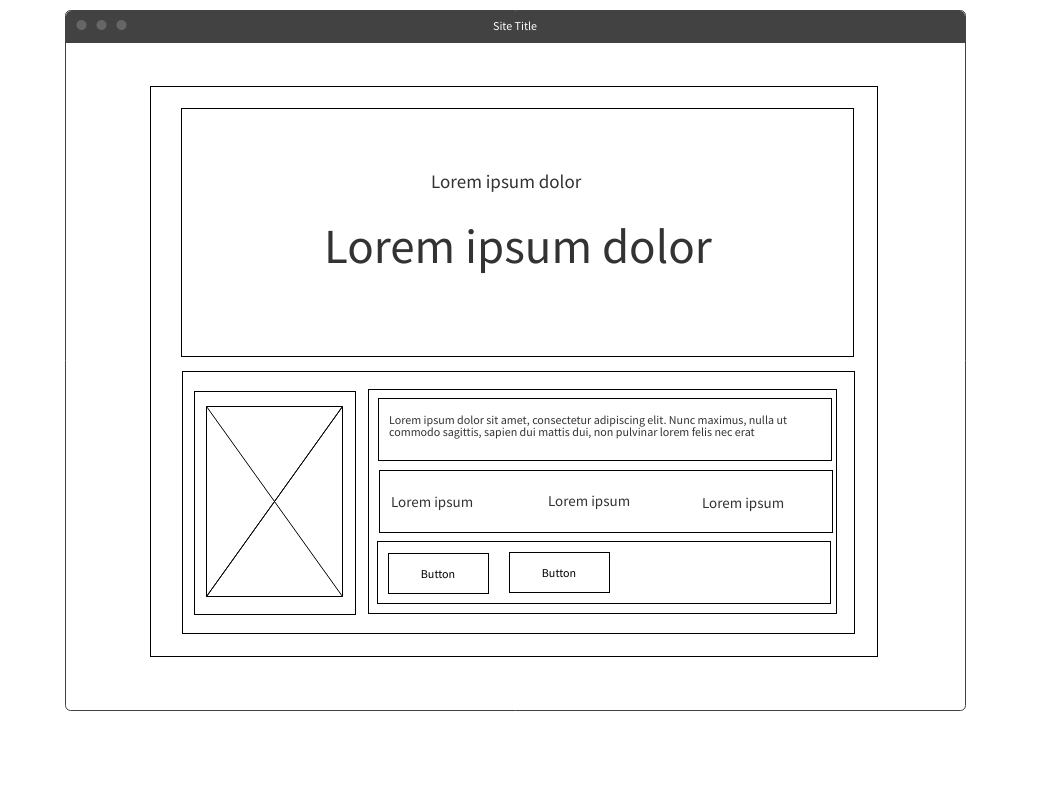 Site Title
Lorem ipsum dolor
Lorem ipsum dolor
Lorem ipsum dolor sit amet, consectetur adipiscing elit. Nunc maximus, nulla ut
commodo sagittis, sapien dui mattis dui, non pulvinar lorem felis nec erat
Lorem ipsum Lorem ipsum Lorem ipsum
Button Button